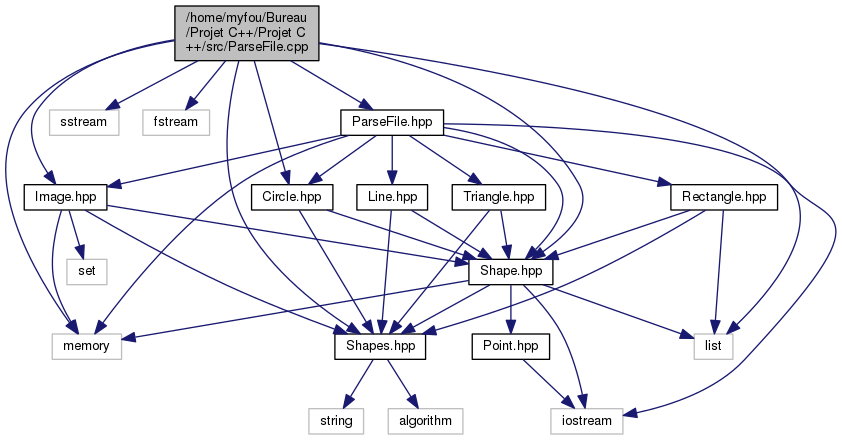 /home/myfou/Bureau
/Projet C++/Projet C
++/src/ParseFile.cpp
sstream
fstream
ParseFile.hpp
Image.hpp
Circle.hpp
Line.hpp
Triangle.hpp
Rectangle.hpp
set
Shape.hpp
memory
Shapes.hpp
Point.hpp
list
string
algorithm
iostream